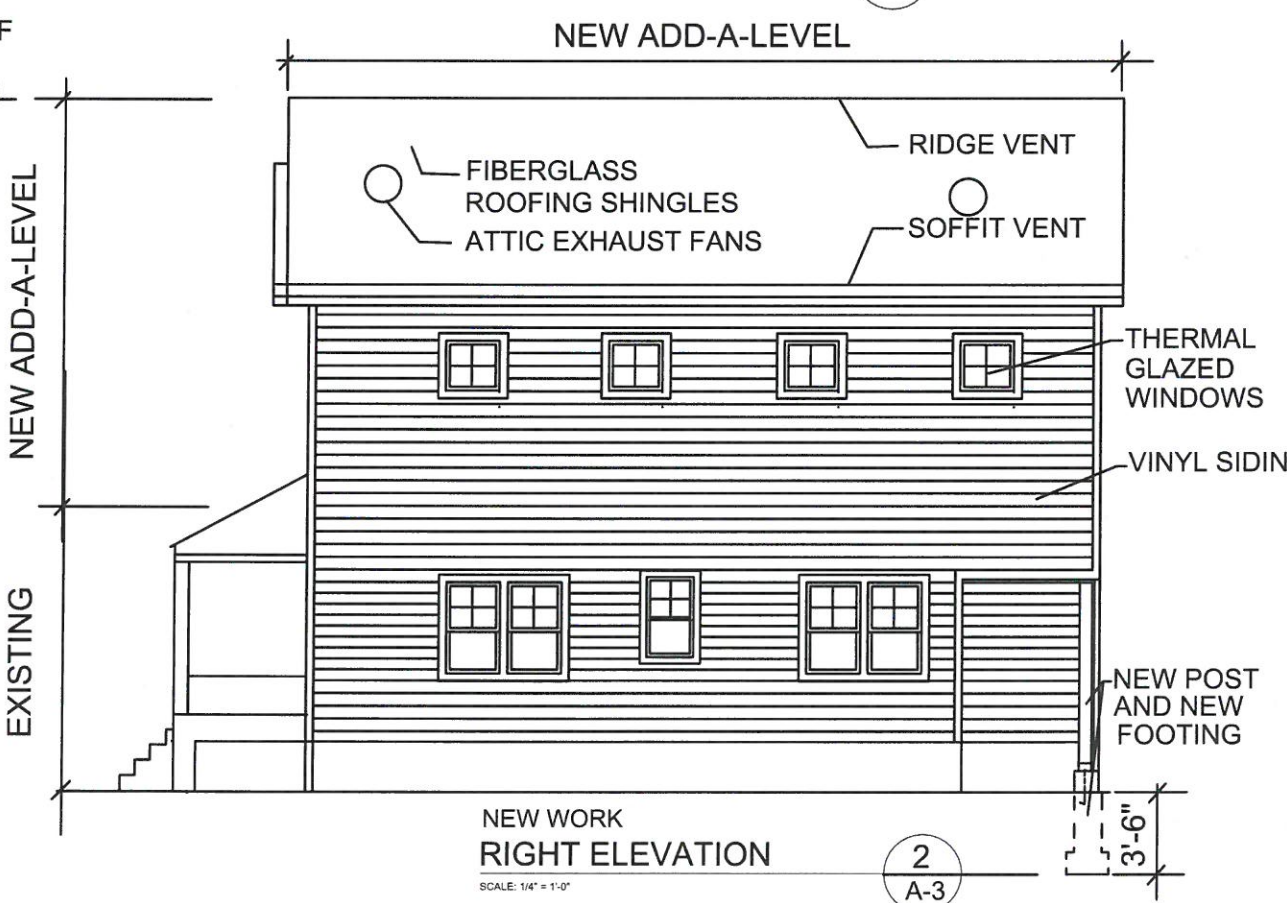 F
NEW ADD-A-LEVEL
NEW ADD-A-LEVEL
EXISTING
RIDGE VENT
FIBERGLASS
ROOFING SHINGLES
ATTIC EXHAUST FANS
SOFFIT VENT
THERMAL
GLAZED
WINDOWS
VINYL SIDIN
NEW POST
AND NEW
FOOTING
3'-6"
NEW WORK
RIGHT ELEVATION
SCALE: 1/4" = 1'-0"
2
A-3